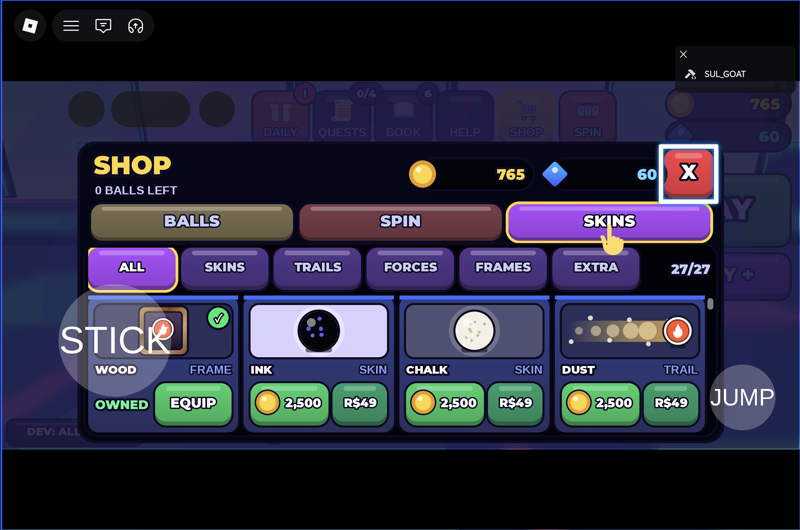 SUL_GOAT
!
0/4
6
DAILY
QUESTS
BOOK
HELP
SHOP
SPIN
765
60
SHOP
0 BALLS LEFT
765
60
X
BALLS
SPIN
SKINS
ALL
SKINS
TRAILS
FORCES
FRAMES
EXTRA
27/27
STICK
WOOD
FRAME
INK
SKIN
CHALK
SKIN
DUST
TRAIL
OWNED
EQUIP
2,500
R$49
2,500
R$49
2,500
R$49
JUMP
DEV: ALL